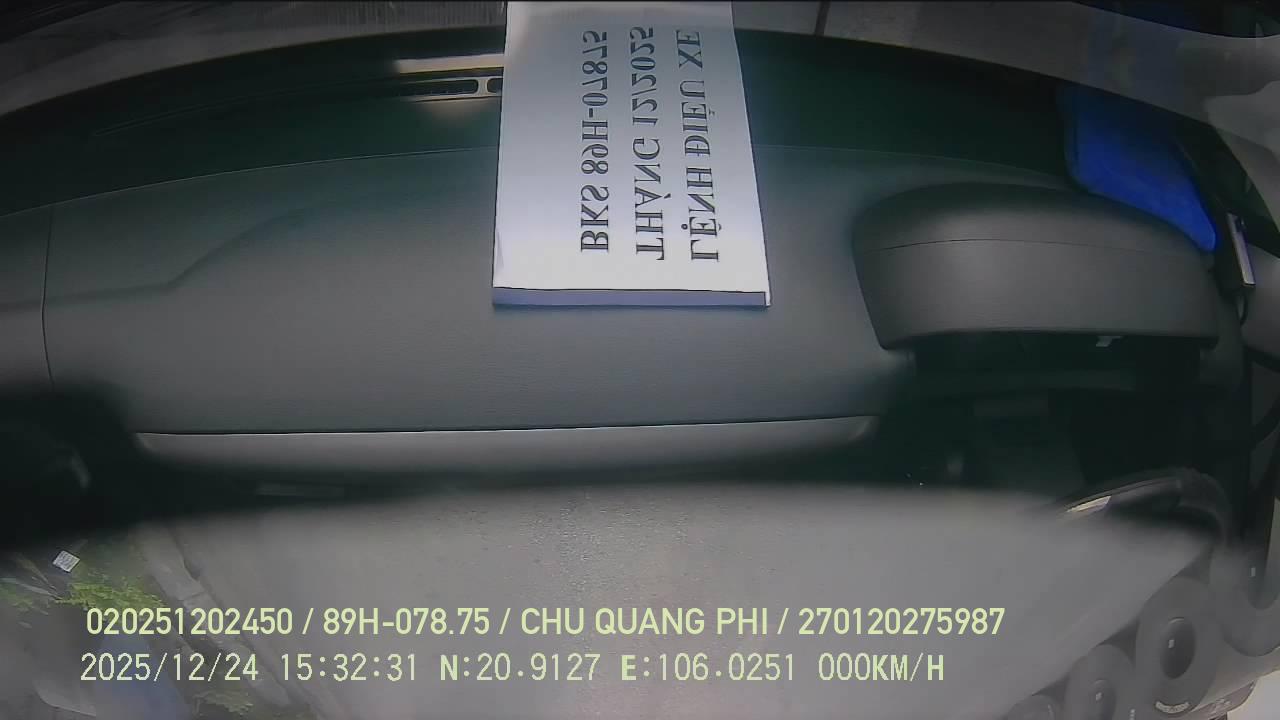 LỆNH ĐIỀU XE
THÁNG 12/2025
BKS 89H-07875
020251202450 / 89H-078.75 / CHU QUANG PHI / 270120275987
2025/12/24 15:32:31 N:20.9127 E:106.0251 000KM/H